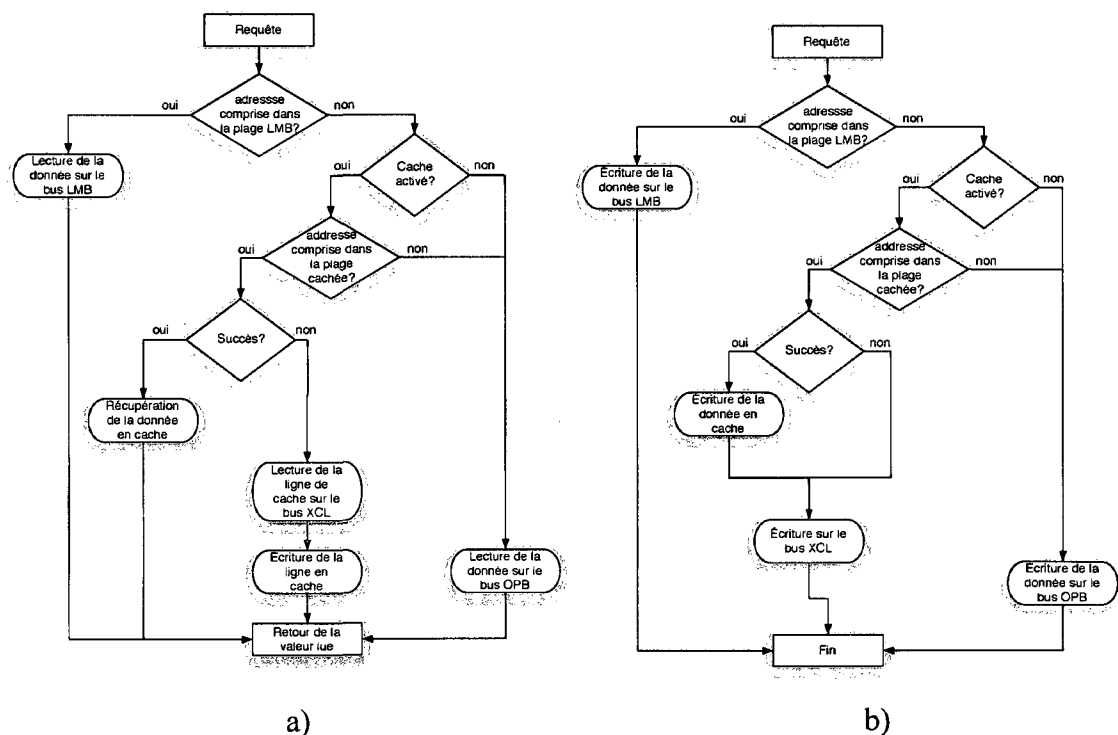 Requête
oui
adressse
comprise dans
la plage LMB?
non
Lecture de la
donnée sur le
bus LMB
oui
Cache
activé?
non
oui
addresse
comprise dans
la plage
cachée?
non
oui
Succès?
non
Récupération
de la donnée
en cache
Lecture de la
ligne de
cache sur le
bus XCL
Ecriture de la
ligne en
cache
Lecture de la
donnée sur le
bus OPB
Retour de la
valeur lue
a)
Requête
oui
adresse
comprise dans
la plage LMB?
non
Écriture de la
donnée sur le
bus LMB
oui
Cache
activé?
non
oui
addresse
comprise dans
la plage
cachée?
non
oui
Succès?
non
Écriture de la
donnée en
cache
Écriture sur le
bus XCL
Écriture de la
donnée sur le
bus OPB
Fin
b)